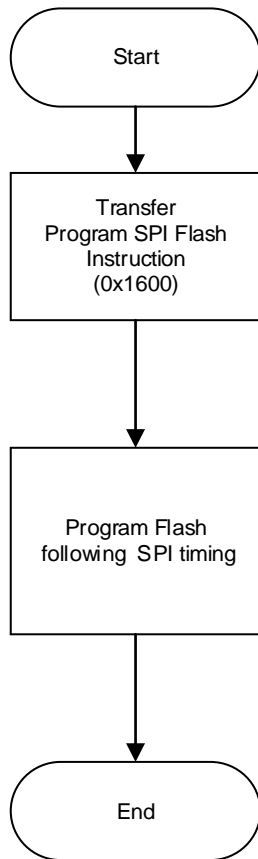 Start
Transfer
Program SPI Flash
Instruction
(0x1600)
Program Flash
following SPI timing
End